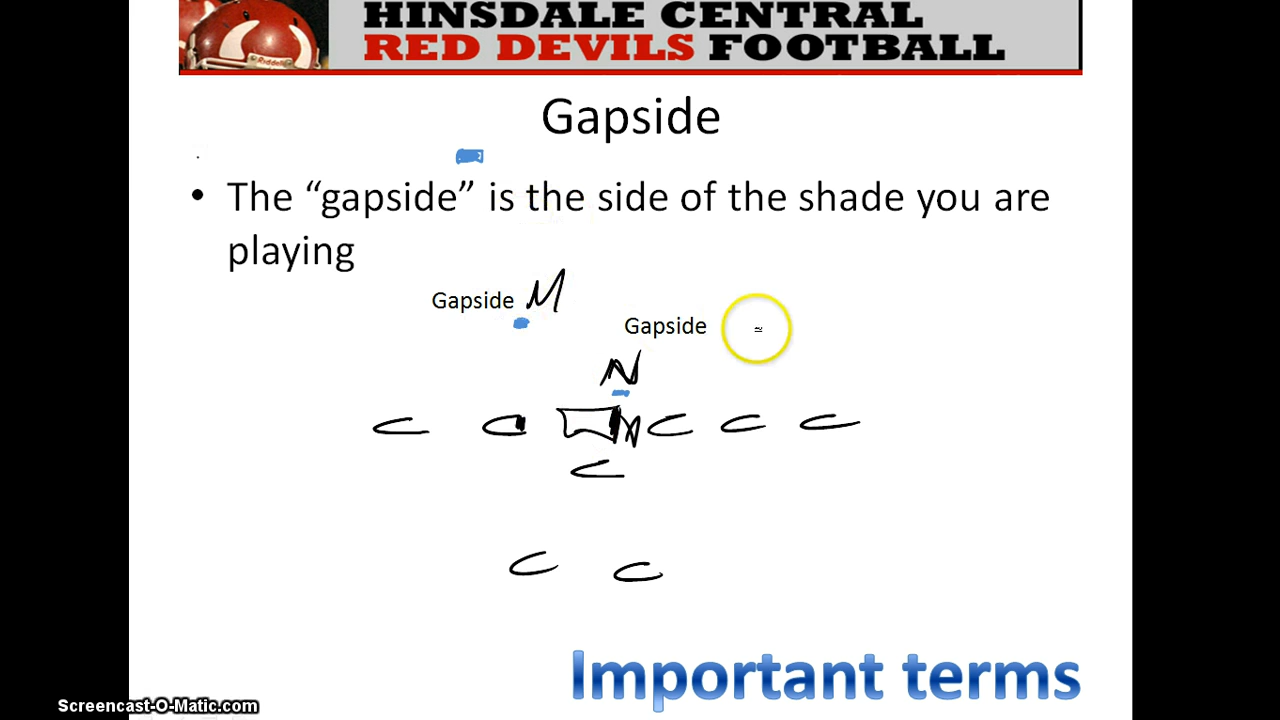 HINSDALE CENTRAL
RED DEVILS FOOTBALL
Riddell
Gapside
• The “gapside” is the side of the shade you are
playing
Gapside M
Gapside
N
C C C C C
C
C C
Important terms
Screencast-O-Matic.com